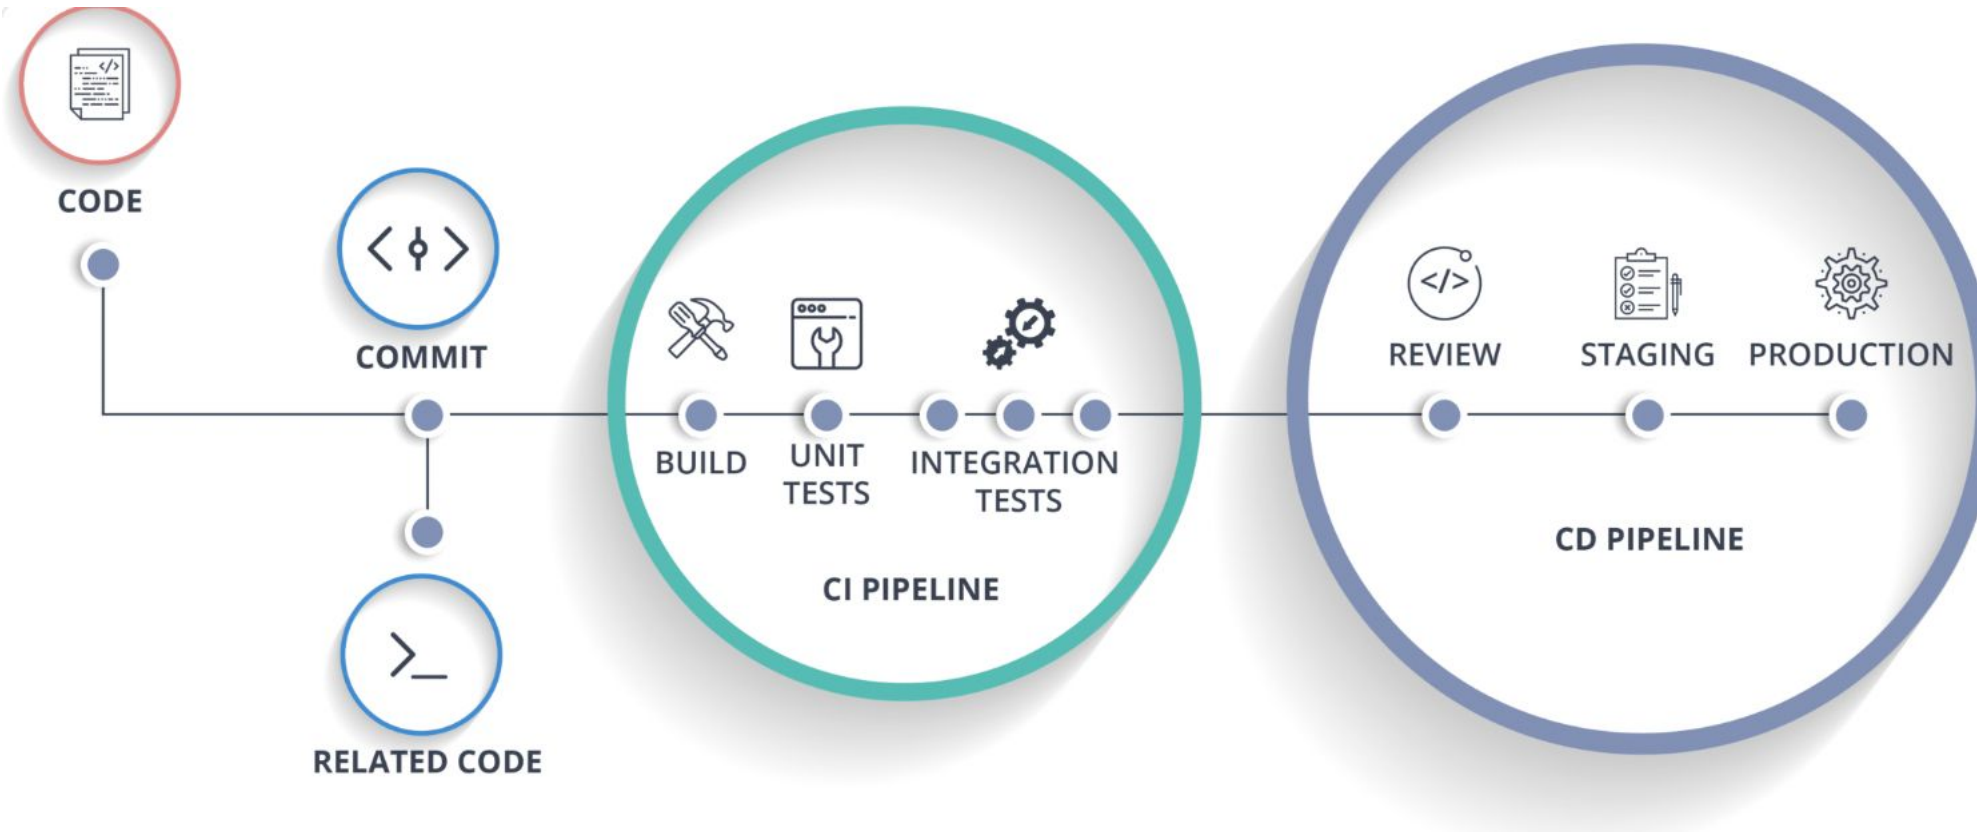 CODE
COMMIT
RELATED CODE
BUILD
UNIT
TESTS
INTEGRATION
TESTS
CI PIPELINE
REVIEW
STAGING
PRODUCTION
CD PIPELINE